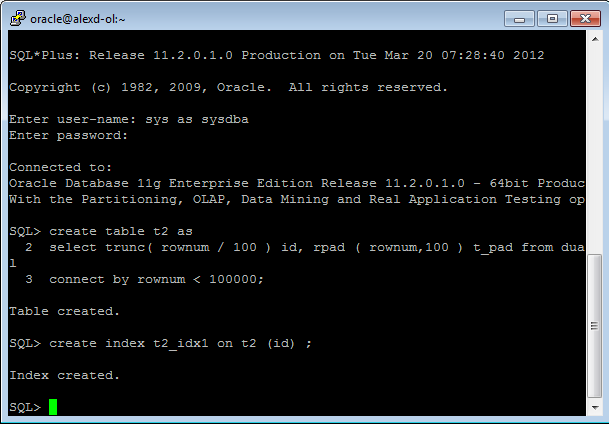 oracle@alexd-ol:~
SQL*Plus: Release 11.2.0.1.0 Production on Tue Mar 20 07:28:40 2012
Copyright (c) 1982, 2009, Oracle.  All rights reserved.
Enter user-name: sys as sysdba
Enter password:
Connected to:
Oracle Database 11g Enterprise Edition Release 11.2.0.1.0 - 64bit Produc
With the Partitioning, OLAP, Data Mining and Real Application Testing op
SQL> create table t2 as
  2  select trunc( rownum / 100 ) id, rpad ( rownum,100 ) t_pad from dua
l
  3  connect by rownum < 100000;
Table created.
SQL> create index t2_idx1 on t2 (id) ;
Index created.
SQL>